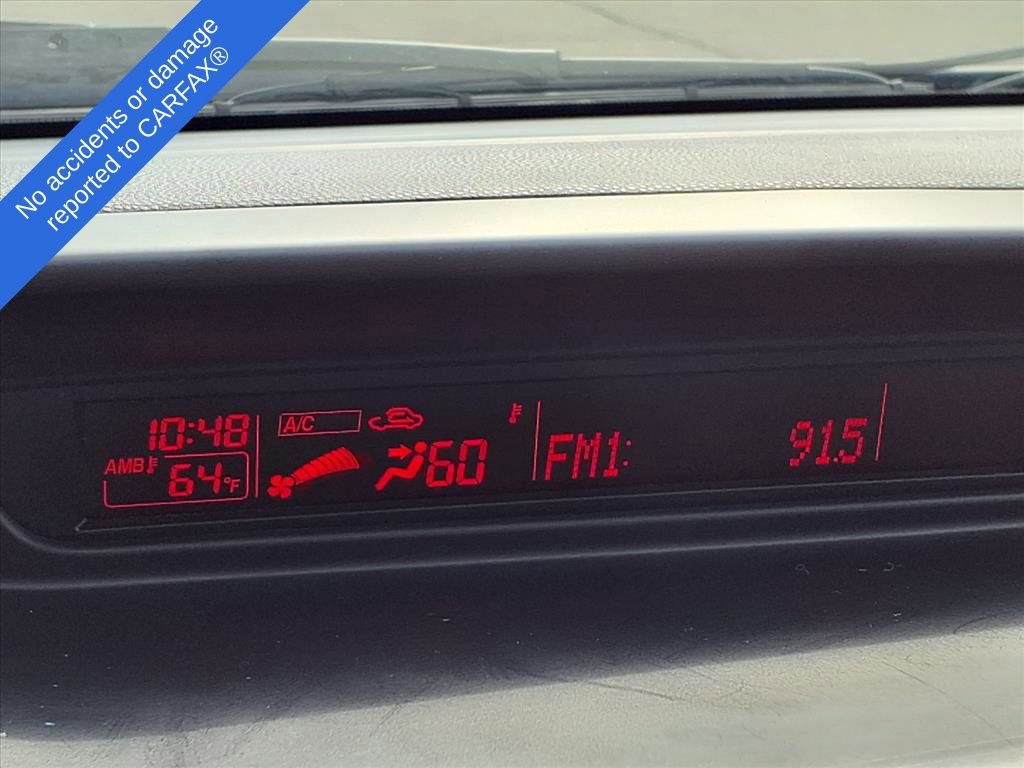 No accidents or damage
reported to CARFAX®
10:48
A/C
AMB
64°F
60
FM1:
91.5